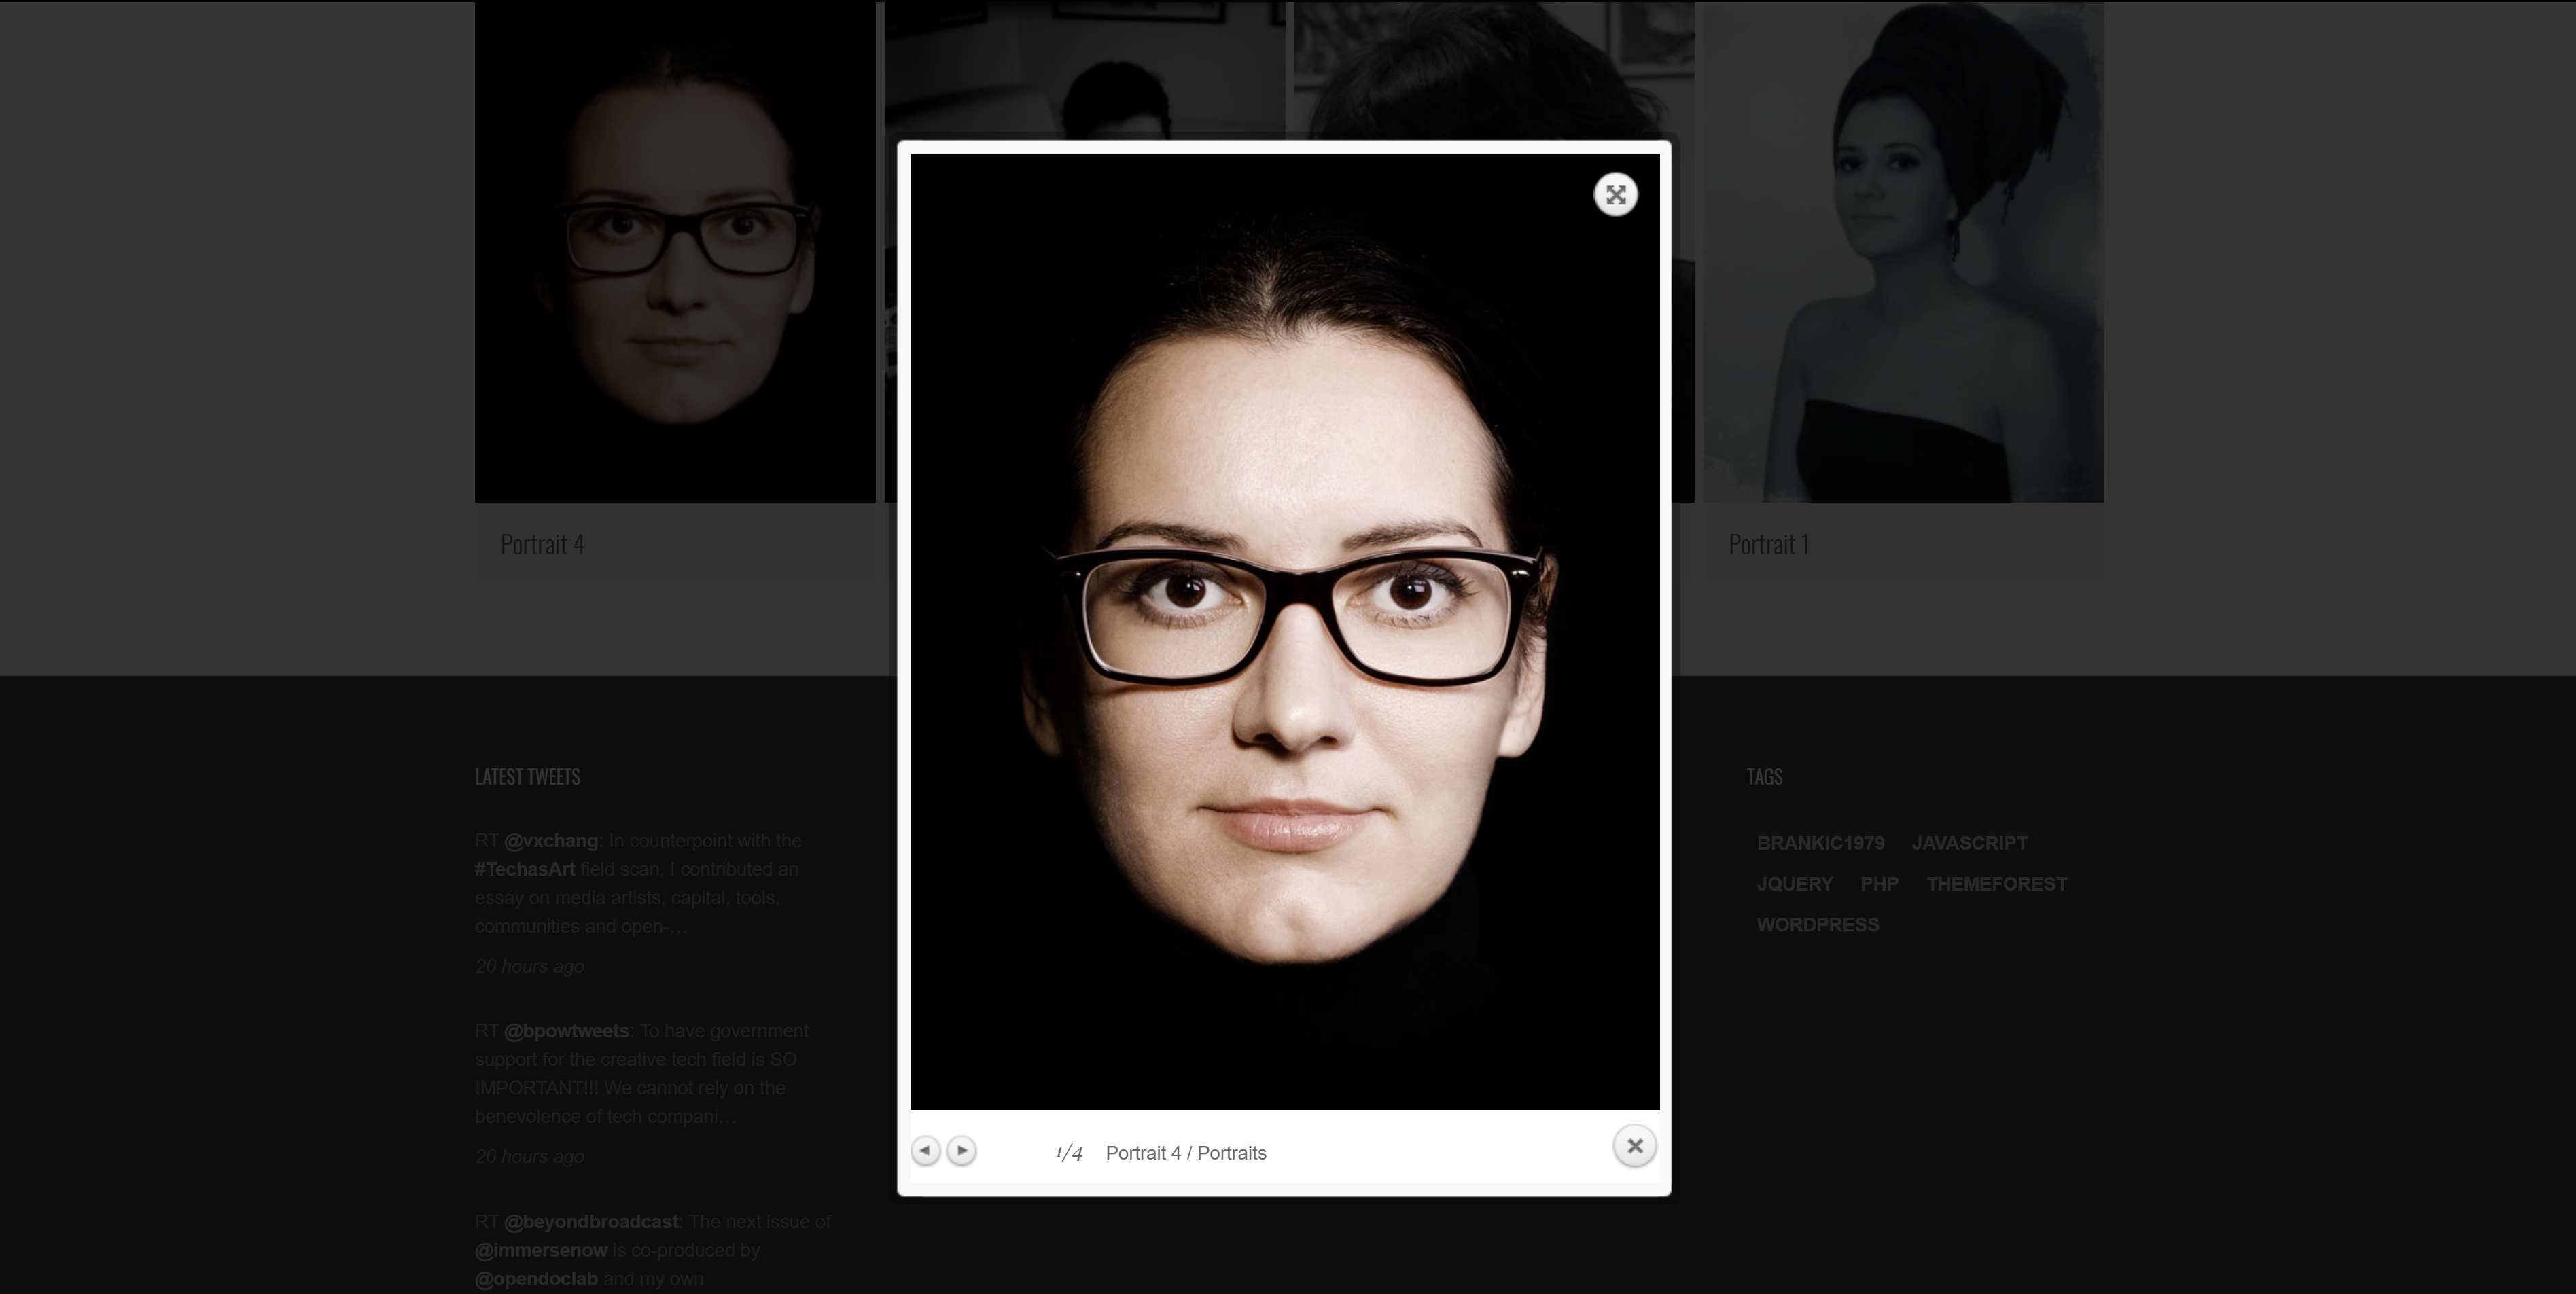 Portrait 4
Portrait 1
1/4 Portrait 4 / Portraits
LATEST TWEETS
RT @vxchang: In counterpoint with the
#TechasArt field scan, I contributed an
essay on media artists, capital, tools,
communities and open-…
20 hours ago
RT @bpowtweets: To have government
support for the creative tech field is SO
IMPORTANT!!! We cannot rely on the
benevolence of tech compani…
20 hours ago
RT @beyondbroadcast: The next issue of
@immersenow is co-produced by
@opendoclab and my own
TAGS
BRANKIC1979 JAVASCRIPT
JQUERY PHP THEMEFOREST
WORDPRESS